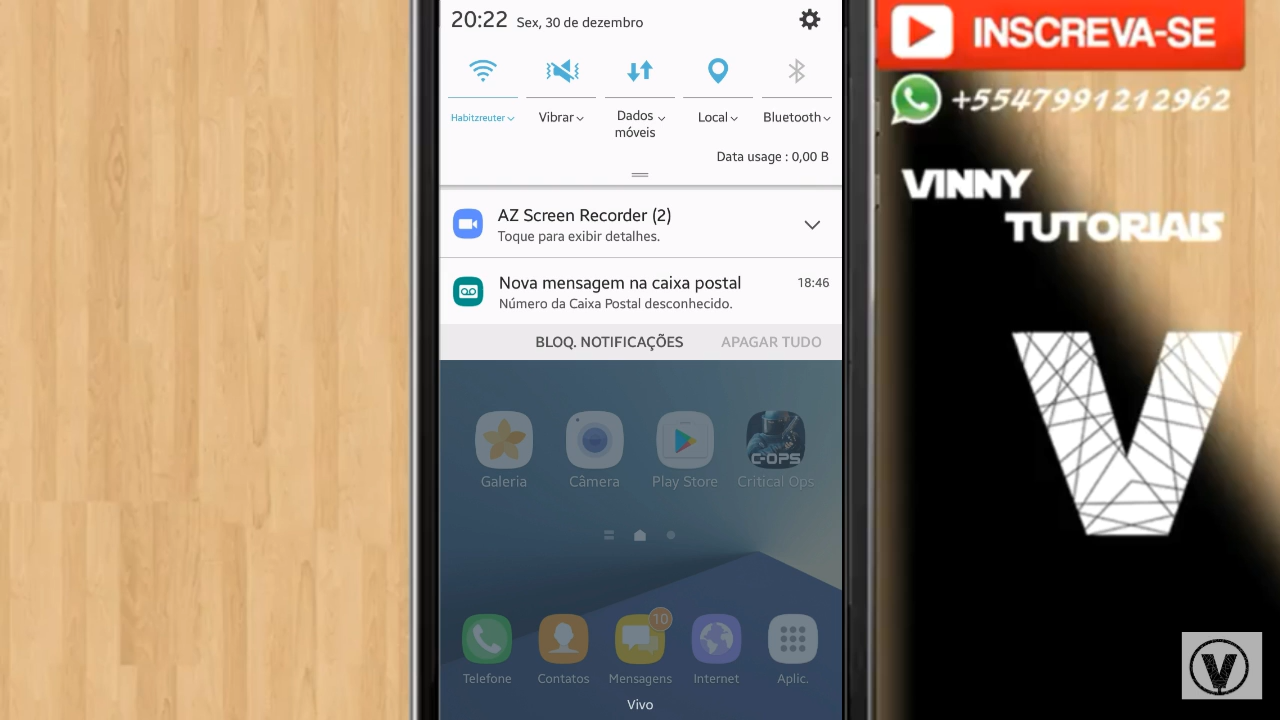 20:22 Sex, 30 de dezembro
Habitzreuter
Vibrar
Dados
móveis
Local
Bluetooth
Data usage : 0,00 B
AZ Screen Recorder (2)
Toque para exibir detalhes.
Nova mensagem na caixa postal 18:46
Número da Caixa Postal desconhecido.
BLOQ. NOTIFICAÇÕES APAGAR TUDO
C-OPS
Galeria Câmera Play Store Critical Ops
10
Telefone Contatos Mensagens Internet Aplic.
Vivo
INSCREVA-SE
+5547991212962
VINNY
TUTORIAIS
V
V